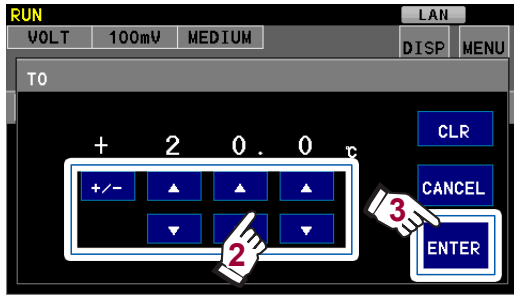 RUN LAN
VOLT 100mV MEDIUM DISP MENU
T0
+ 2 0 . 0 ℃
CLR
+/- ▲ ▲ ▲
CANCEL
3
▼ ▼
2
ENTER